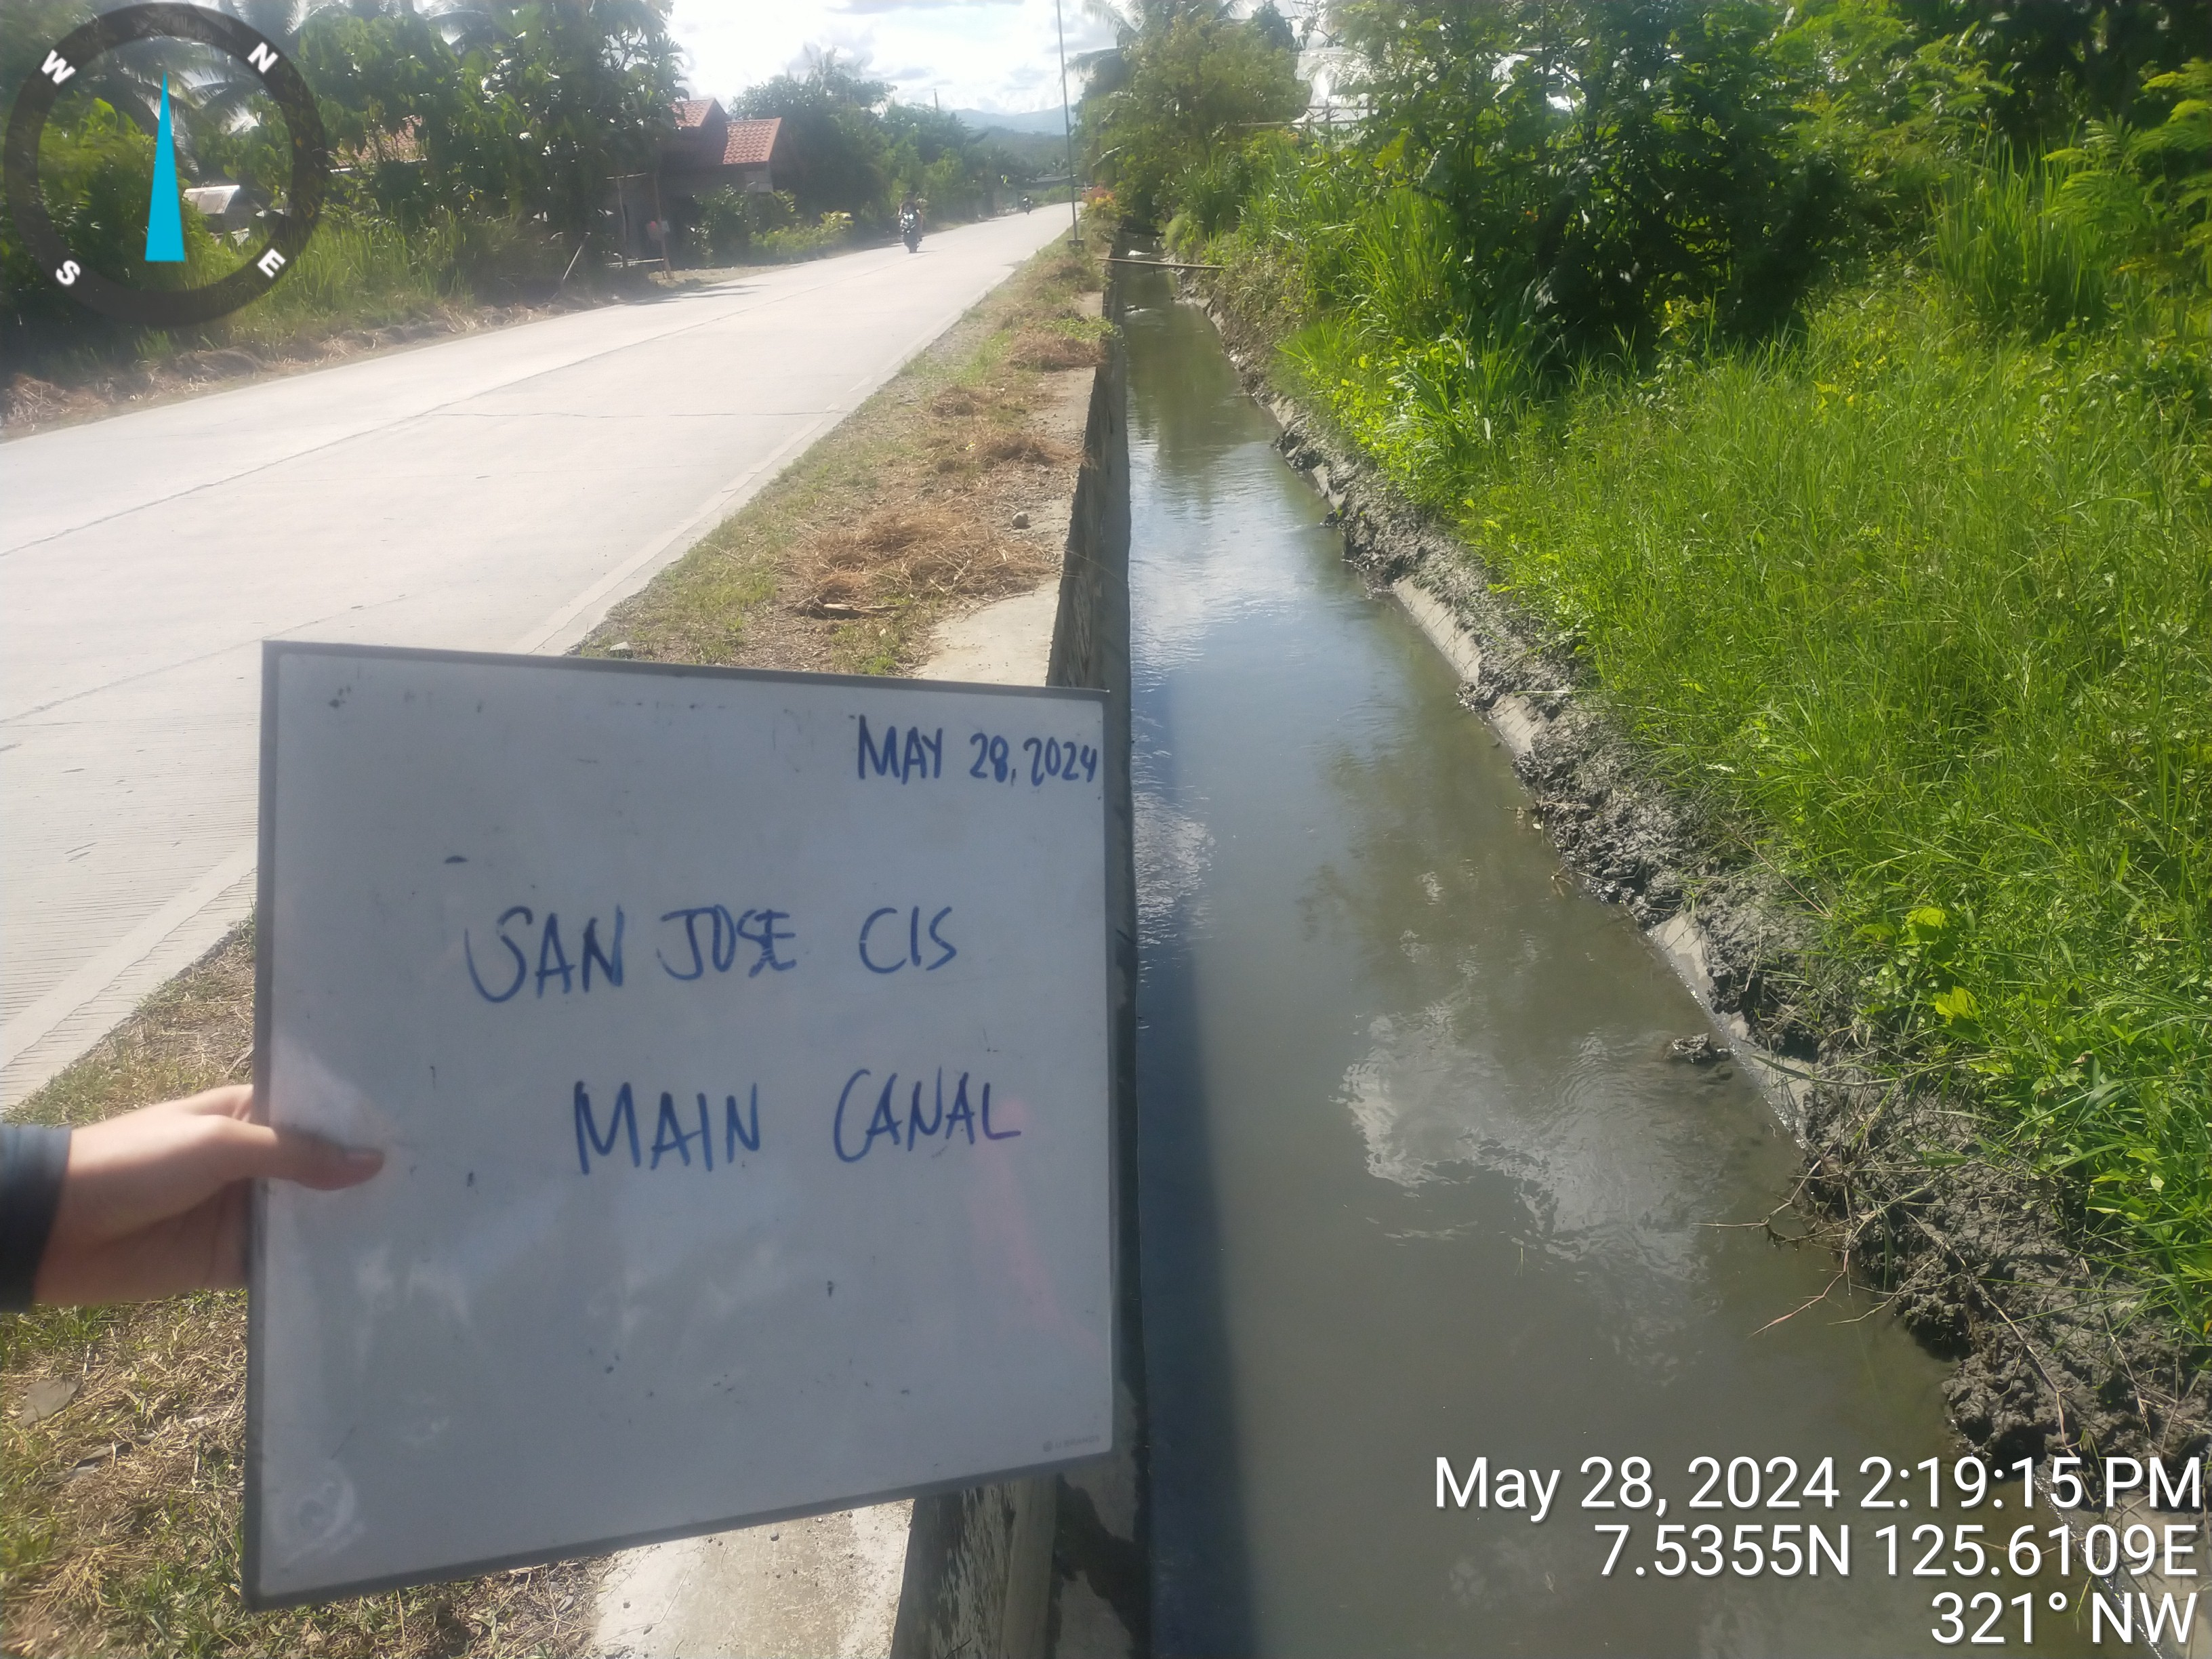 W N
S E
MAY 28, 2024
SAN JOSE CIS
MAIN CANAL
May 28, 2024 2:19:15 PM
7.5355N 125.6109E
321° NW